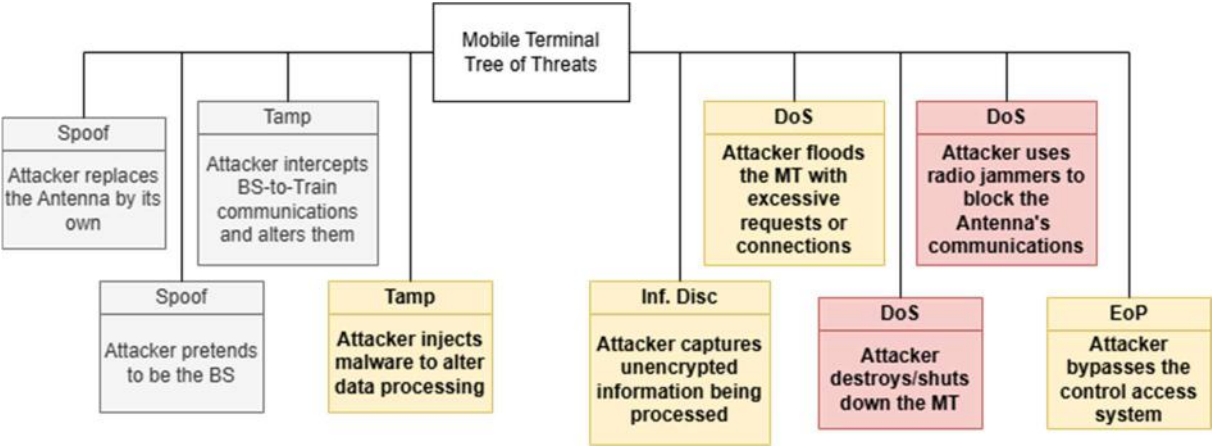 Mobile Terminal
Tree of Threats
Spoof
Attacker replaces
the Antenna by its
own
Spoof
Attacker pretends
to be the BS
Tamp
Attacker intercepts
BS-to-Train
communications
and alters them
Tamp
Attacker injects
malware to alter
data processing
Inf. Disc
Attacker captures
unencrypted
information being
processed
DoS
Attacker floods
the MT with
excessive
requests or
connections
DoS
Attacker
destroys/shuts
down the MT
DoS
Attacker uses
radio jammers to
block the
Antenna's
communications
EoP
Attacker
bypasses the
control access
system